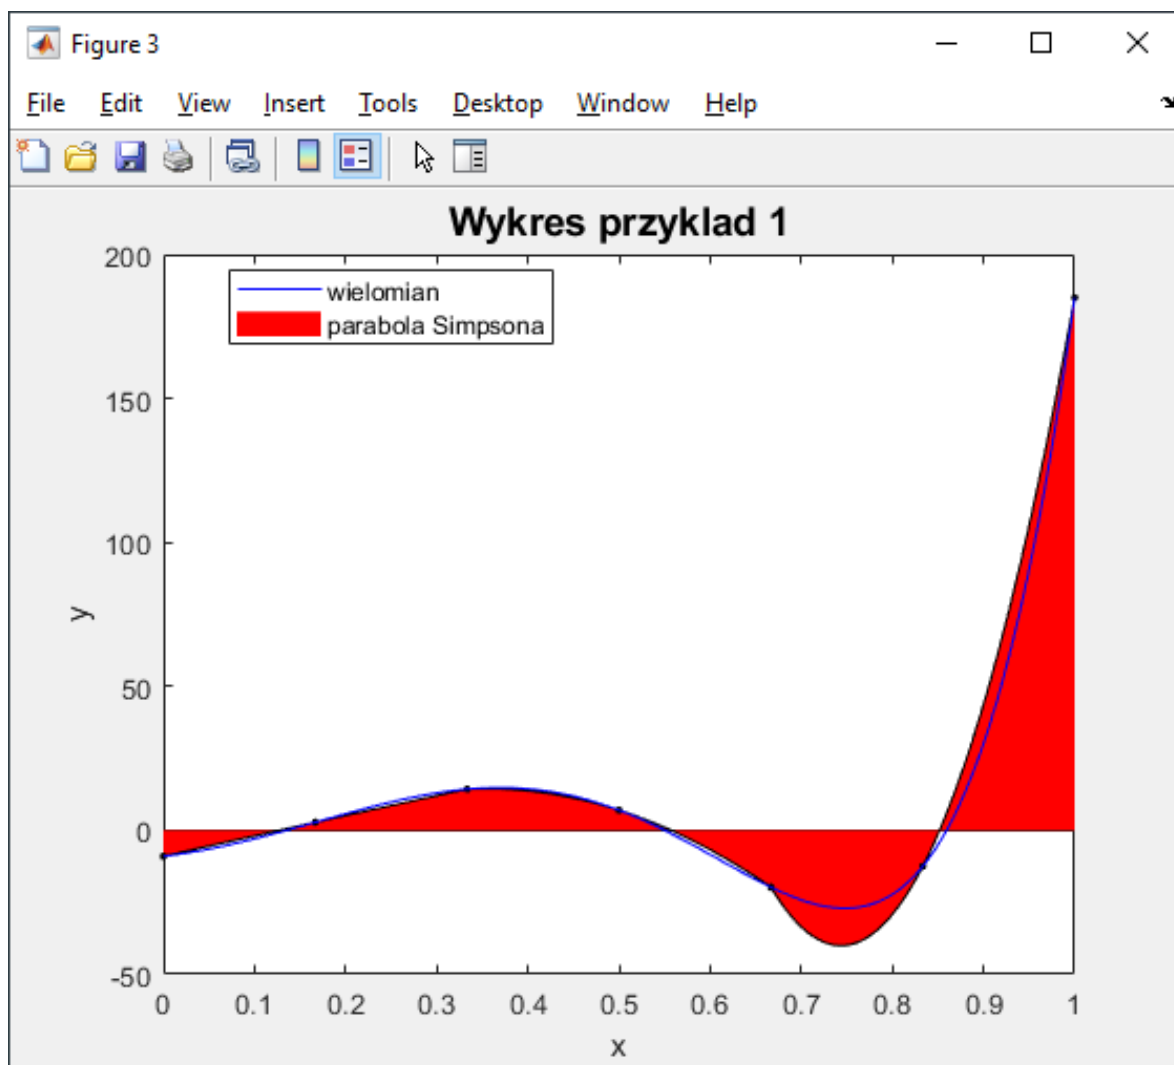 Figure 3
File Edit View Insert Tools Desktop Window Help
Wykres przyklad 1
wielomian
parabola Simpsona
200
150
100
50
0
-50
y
0 0.1 0.2 0.3 0.4 0.5 0.6 0.7 0.8 0.9 1
x